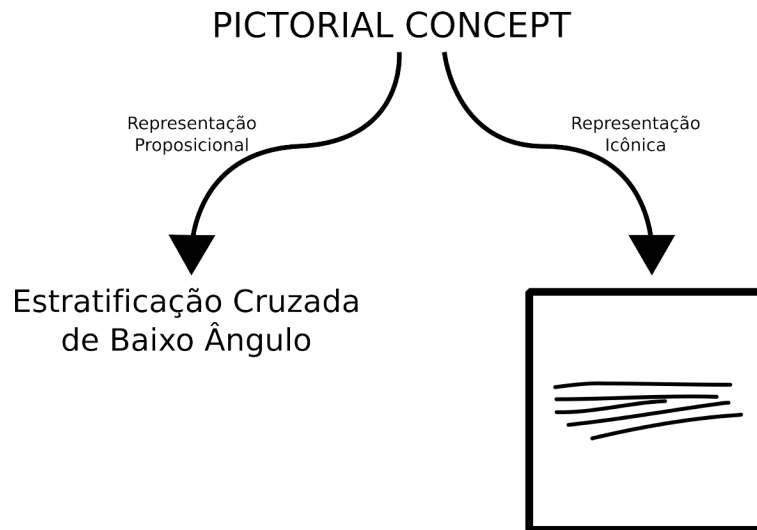 PICTORIAL CONCEPT
Representação
Proposicional
Representação
Icônica
Estratificação Cruzada
de Baixo Ângulo